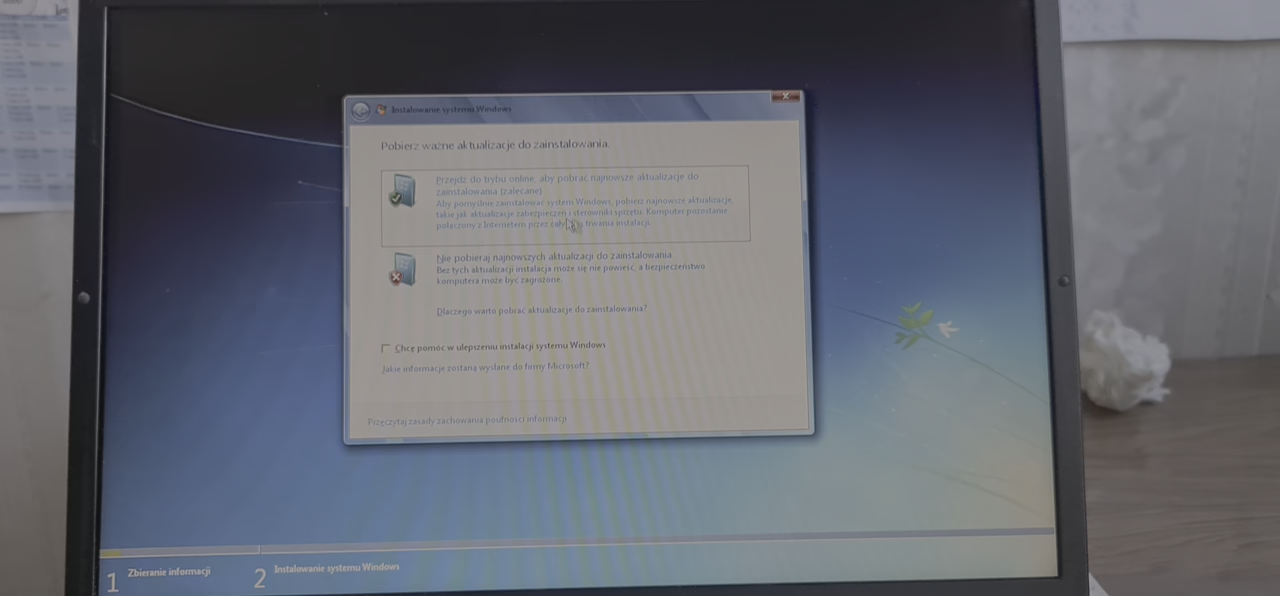 Instalowanie systemu Windows
Pobierz ważne aktualizacje do zainstalowania.
Przejdź do trybu online, aby pobrać najnowsze aktualizacje do
zainstalowania (zalecane)
Aby pomyślnie zainstalować system Windows, pobierz najnowsze aktualizacje,
takie jak aktualizacje zabezpieczeń i sterowniki sprzętu. Komputer pozostanie
połączony z Internetem przez cały trwania instalacji.
Nie pobieraj najnowszych aktualizacji do zainstalowania
Bez tych aktualizacji instalacja może się nie powieść, a bezpieczeństwo
komputera może być zagrożone.
Dlaczego warto pobrać aktualizacje do zainstalowania?
Chcę pomóc w ulepszeniu instalacji systemu Windows
Jakie informacje zostaną wysłane do firmy Microsoft?
Przeczytaj zasady zachowania poufności informacji
1 Zbieranie informacji
2 Instalowanie systemu Windows